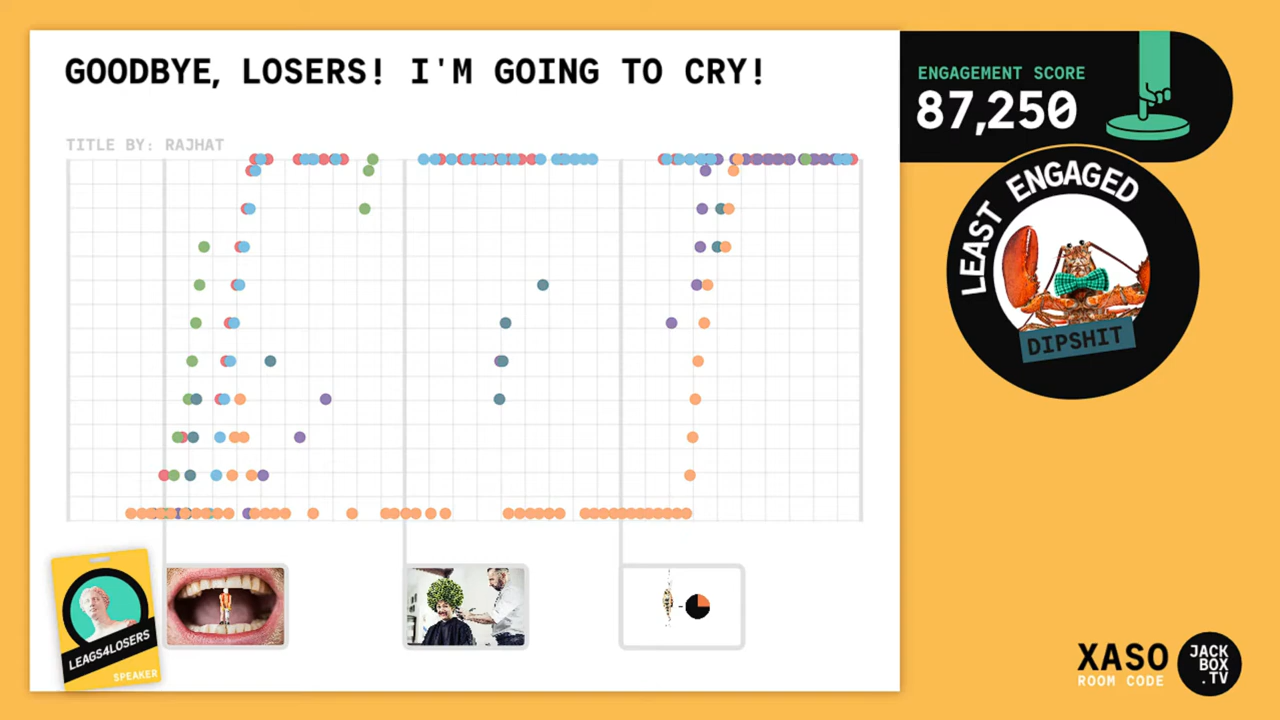 GOODBYE, LOSERS! I'M GOING TO CRY!
TITLE BY: RAJHAT
ENGAGEMENT SCORE
87,250
LEAST ENGAGED
DIPSHIT
LEAGS4LOSERS
SPEAKER
XASO
ROOM CODE
JACK
BOX
.TV